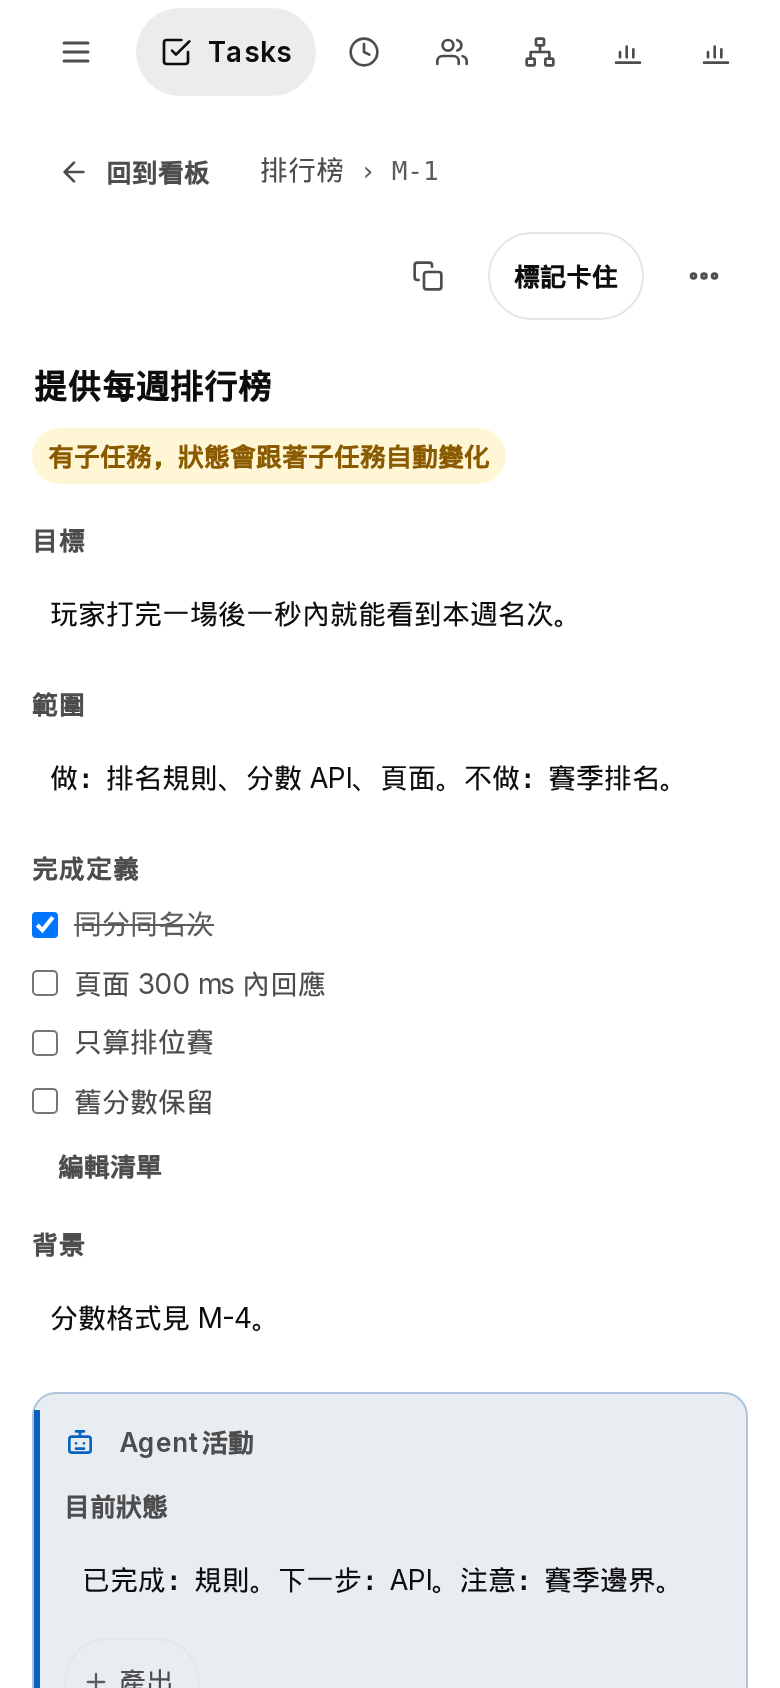 Tasks
回到看板 排行榜 › M-1
標記卡住
提供每週排行榜
有子任務，狀態會跟著子任務自動變化
目標
玩家打完一場後一秒內就能看到本週名次。
範圍
做：排名規則、分數 API、頁面。不做：賽季排名。
完成定義
同分同名次
頁面 300 ms 內回應
只算排位賽
舊分數保留
編輯清單
背景
分數格式見 M-4。
Agent 活動
目前狀態
已完成：規則。下一步：API。注意：賽季邊界。
+ 產出